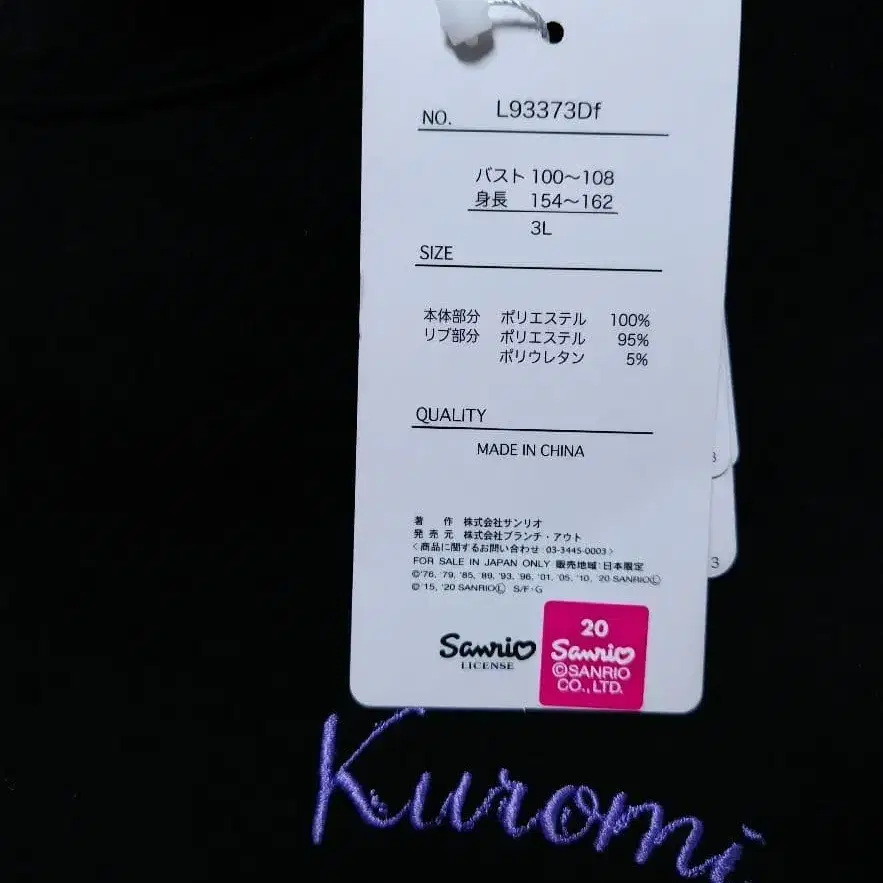 NO. L93373Df
バスト 100～108
身長 154～162
3L
SIZE
本体部分 ポリエステル 100%
リブ部分 ポリエステル 95%
ポリウレタン 5%
QUALITY
MADE IN CHINA
著 作 株式会社サンリオ
発 売 元 株式会社ブランチ・アウト
〈商品に関するお問い合わせ 03-3445-0003〉
FOR SALE IN JAPAN ONLY 販売地域:日本限定
©'76, '79, '85, '89, '93, '96, '01, '05, '10, '20 SANRIOⓁ
©'15, '20 SANRIOⓁ S/F・G
Sanrio
LICENSE
20
Sanrio
©SANRIO
CO., LTD.
3
3
Kuromi